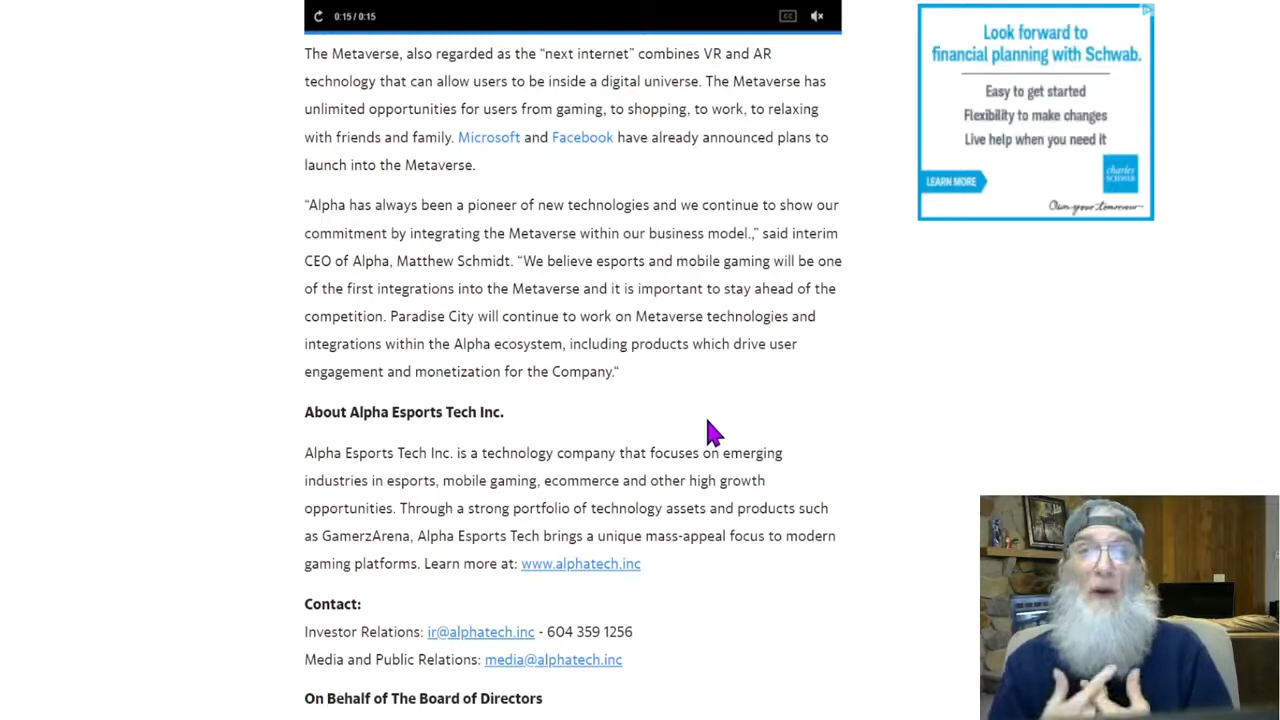 0:15 / 0:15
CC
The Metaverse, also regarded as the “next internet” combines VR and AR
technology that can allow users to be inside a digital universe. The Metaverse has
unlimited opportunities for users from gaming, to shopping, to work, to relaxing
with friends and family. Microsoft and Facebook have already announced plans to
launch into the Metaverse.
“Alpha has always been a pioneer of new technologies and we continue to show our
commitment by integrating the Metaverse within our business model.,” said interim
CEO of Alpha, Matthew Schmidt. “We believe esports and mobile gaming will be one
of the first integrations into the Metaverse and it is important to stay ahead of the
competition. Paradise City will continue to work on Metaverse technologies and
integrations within the Alpha ecosystem, including products which drive user
engagement and monetization for the Company.“
About Alpha Esports Tech Inc.
Alpha Esports Tech Inc. is a technology company that focuses on emerging
industries in esports, mobile gaming, ecommerce and other high growth
opportunities. Through a strong portfolio of technology assets and products such
as GamerzArena, Alpha Esports Tech brings a unique mass-appeal focus to modern
gaming platforms. Learn more at: www.alphatech.inc
Contact:
Investor Relations: ir@alphatech.inc - 604 359 1256
Media and Public Relations: media@alphatech.inc
On Behalf of The Board of Directors
Look forward to
financial planning with Schwab.
Easy to get started
Flexibility to make changes
Live help when you need it
LEARN MORE
charles
SCHWAB
Own your tomorrow